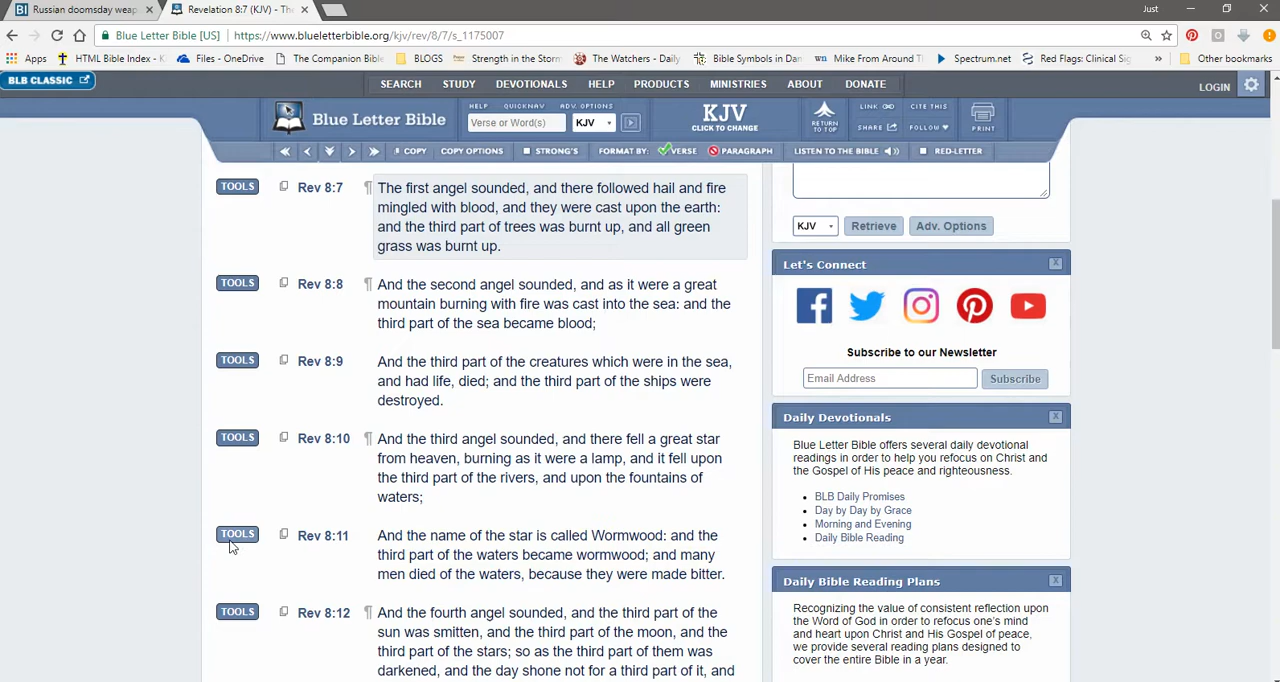 Russian doomsday weap
Revelation 8:7 (KJV) - The
Just
Blue Letter Bible [US]
https://www.blueletterbible.org/kjv/rev/8/7/s_1175007
Apps
HTML Bible Index - K
Files - OneDrive
The Companion Bible
BLOGS
Strength in the Storm
The Watchers - Daily
Bible Symbols in Dan
Mike From Around T
Spectrum.net
Red Flags: Clinical Sig
»
Other bookmarks
BLB CLASSIC
SEARCH STUDY DEVOTIONALS HELP PRODUCTS MINISTRIES ABOUT DONATE
LOGIN
Blue Letter Bible
HELP QUICKNAV ADV. OPTIONS
Verse or Word(s) KJV
KJV
CLICK TO CHANGE
RETURN
TO TOP
LINK CITE THIS
SHARE FOLLOW
PRINT
COPY COPY OPTIONS STRONG'S FORMAT BY: VERSE PARAGRAPH LISTEN TO THE BIBLE RED-LETTER
TOOLS Rev 8:7 ¶ The first angel sounded, and there followed hail and fire
mingled with blood, and they were cast upon the earth:
and the third part of trees was burnt up, and all green
grass was burnt up.
TOOLS Rev 8:8 ¶ And the second angel sounded, and as it were a great
mountain burning with fire was cast into the sea: and the
third part of the sea became blood;
TOOLS Rev 8:9 And the third part of the creatures which were in the sea,
and had life, died; and the third part of the ships were
destroyed.
TOOLS Rev 8:10 ¶ And the third angel sounded, and there fell a great star
from heaven, burning as it were a lamp, and it fell upon
the third part of the rivers, and upon the fountains of
waters;
TOOLS Rev 8:11 And the name of the star is called Wormwood: and the
third part of the waters became wormwood; and many
men died of the waters, because they were made bitter.
TOOLS Rev 8:12 ¶ And the fourth angel sounded, and the third part of the
sun was smitten, and the third part of the moon, and the
third part of the stars; so as the third part of them was
darkened, and the day shone not for a third part of it, and
KJV Retrieve Adv. Options
Let's Connect
Subscribe to our Newsletter
Email Address Subscribe
Daily Devotionals
Blue Letter Bible offers several daily devotional
readings in order to help you refocus on Christ and
the Gospel of His peace and righteousness.
BLB Daily Promises
Day by Day by Grace
Morning and Evening
Daily Bible Reading
Daily Bible Reading Plans
Recognizing the value of consistent reflection upon
the Word of God in order to refocus one's mind
and heart upon Christ and His Gospel of peace,
we provide several reading plans designed to
cover the entire Bible in a year.